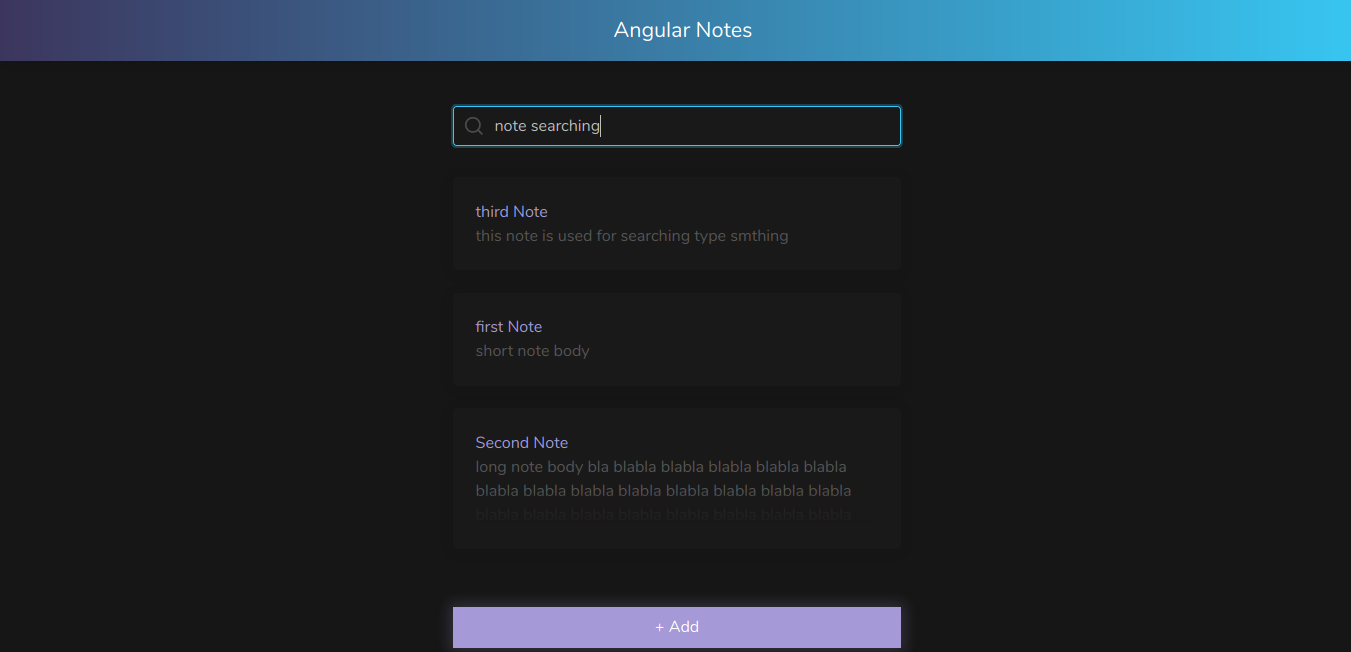 Angular Notes
note searching
third Note
this note is used for searching type smthing
first Note
short note body
Second Note
long note body bla blabla blabla blabla blabla blabla
blabla blabla blabla blabla blabla blabla blabla blabla
blabla blabla blabla blabla blabla blabla blabla blabla
+ Add